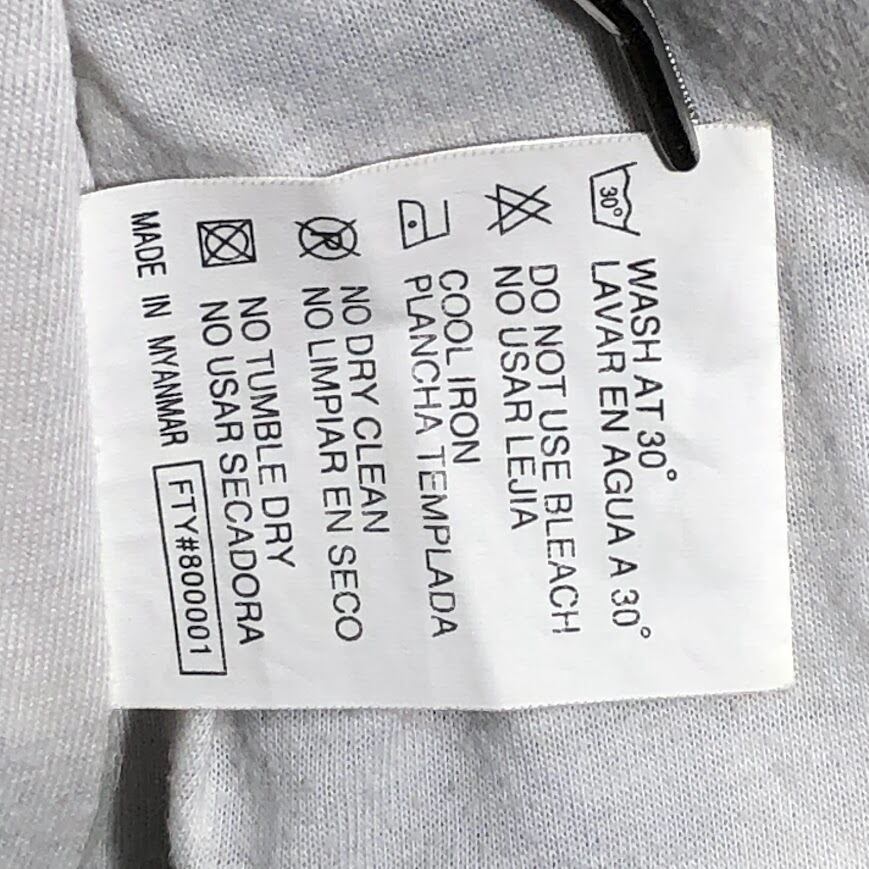 30°
WASH AT 30°
LAVAR EN AGUA A 30°
DO NOT USE BLEACH
NO USAR LEJIA
COOL IRON
PLANCHA TEMPLADA
P
NO DRY CLEAN
NO LIMPIAR EN SECO
NO TUMBLE DRY
NO USAR SECADORA
MADE IN MYANMAR FTY#800001